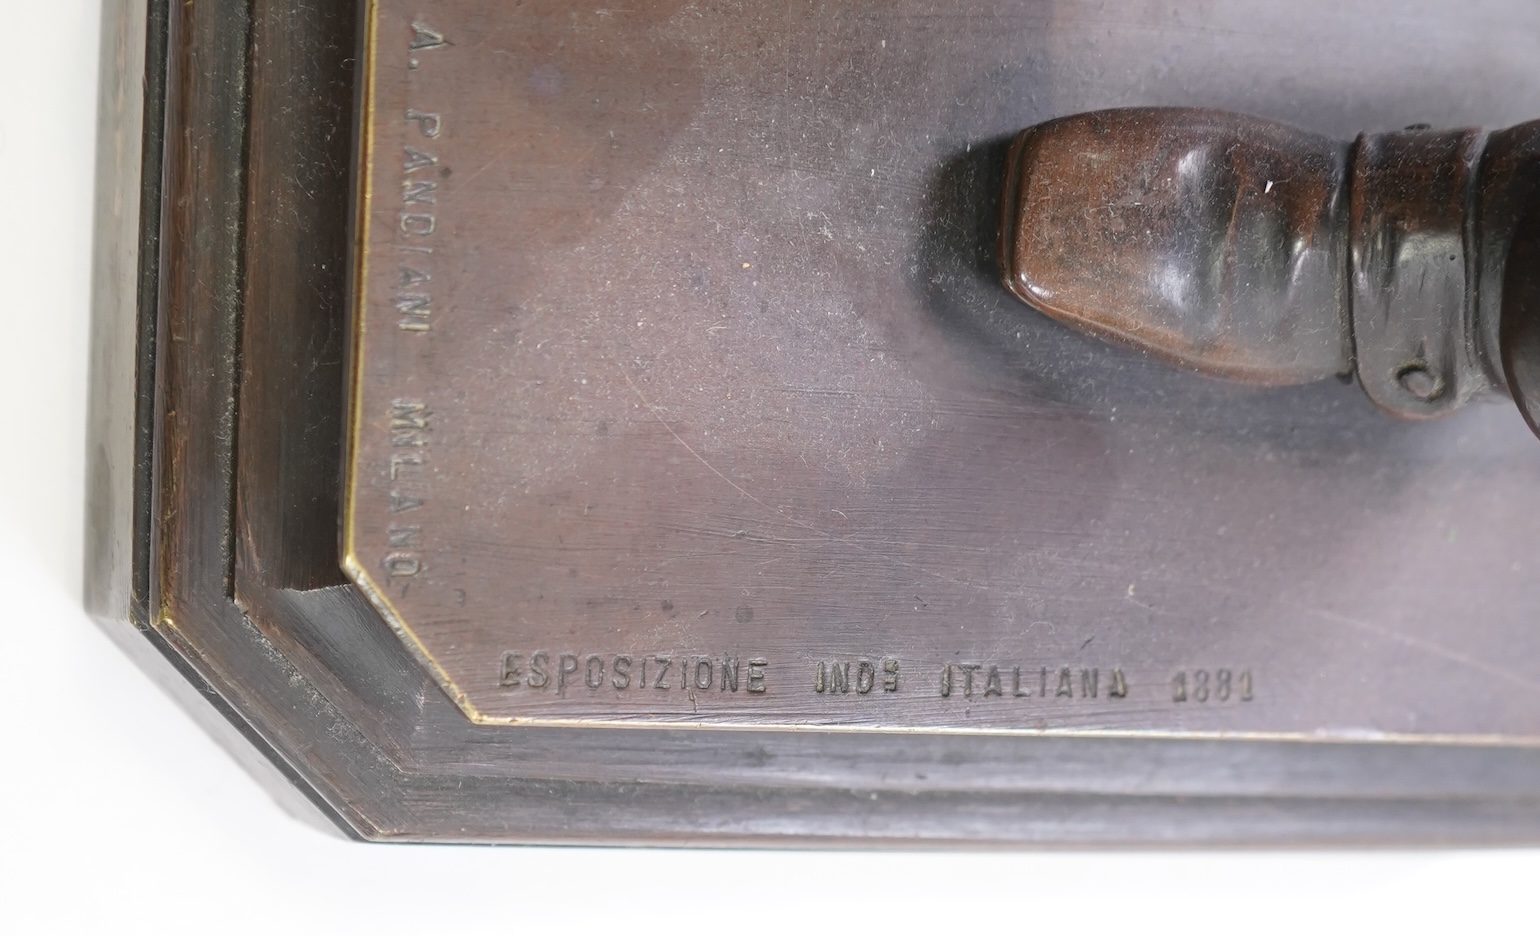 A. PANDIANI MILANO
ESPOSIZIONE INDˢ ITALIANA 1881